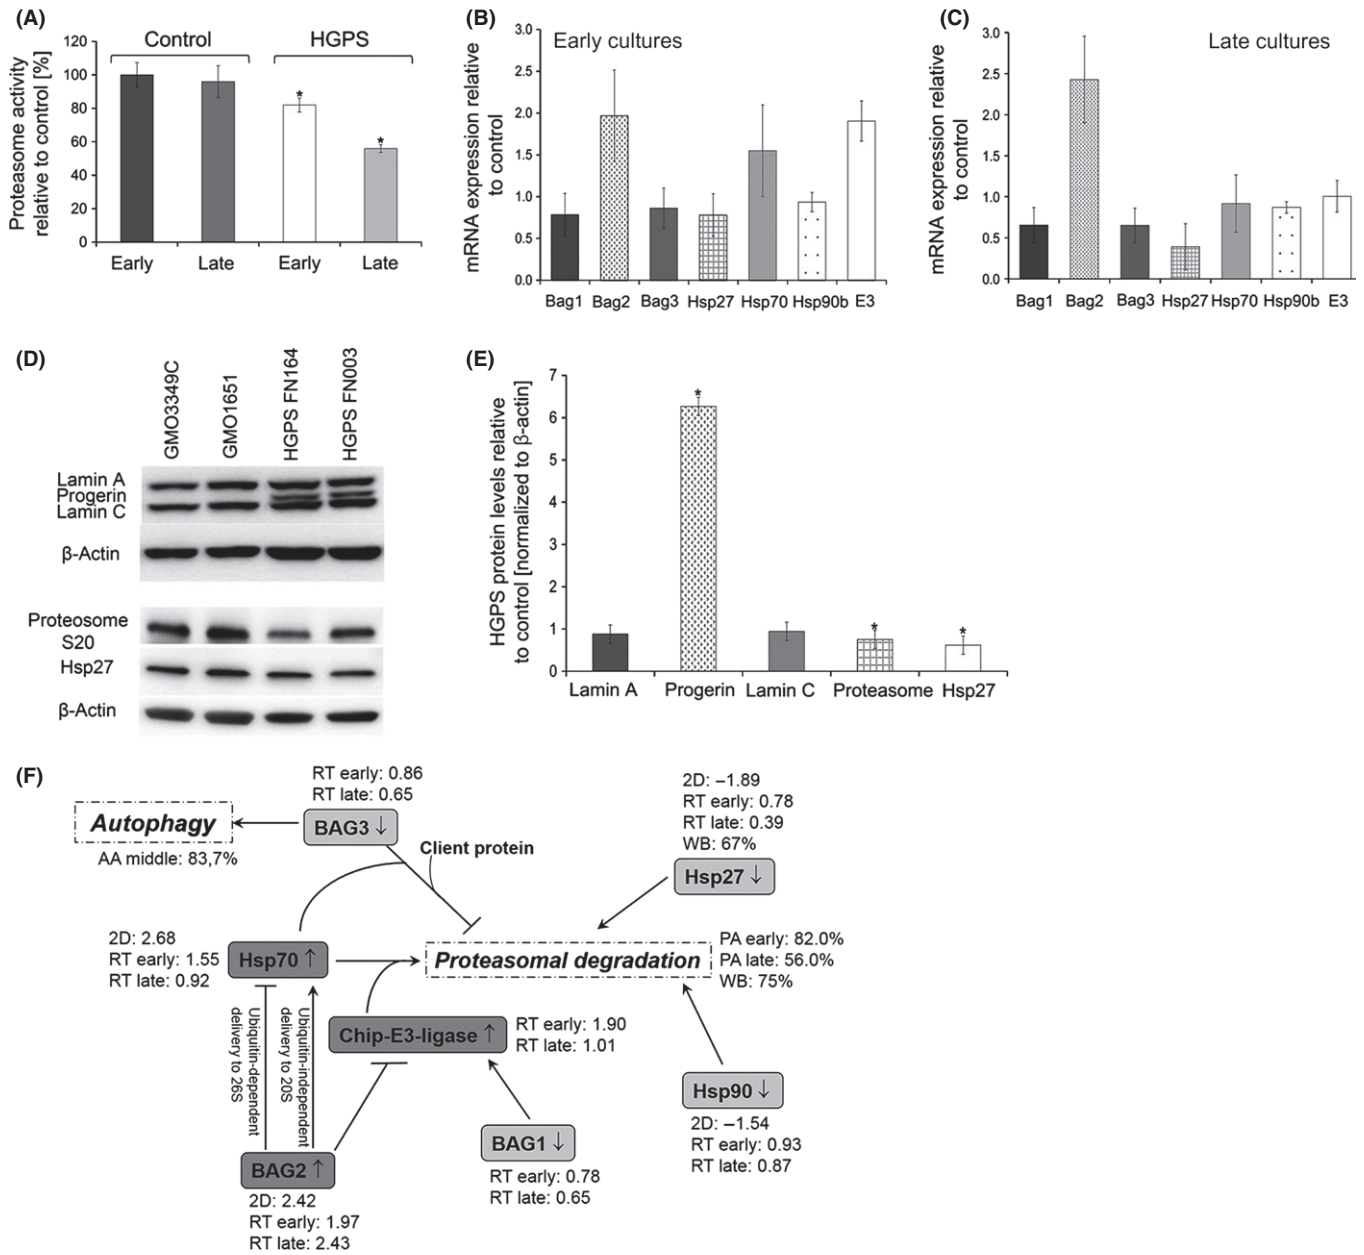 (A)
Proteasome activity
relative to control [%]
Control
HGPS
120
100
80
60
40
20
0
*
*
Early
Late
Early
Late
(B)
mRNA expression relative
to control
Early cultures
3.0
2.5
2.0
1.5
1.0
0.5
0.0
Bag1
Bag2
Bag3
Hsp27
Hsp70
Hsp90b
E3
(C)
mRNA expression relative
to control
Late cultures
3.0
2.5
2.0
1.5
1.0
0.5
0.0
Bag1
Bag2
Bag3
Hsp27
Hsp70
Hsp90b
E3
(D)
GMO3349C
GMO1651
HGPS FN164
HGPS FN003
Lamin A
Progerin
Lamin C
β-Actin
Proteosome
S20
Hsp27
β-Actin
(E)
HGPS protein levels relative
to control [normalized to β-actin]
7
6
5
4
3
2
1
0
*
*
*
Lamin A
Progerin
Lamin C
Proteasome
Hsp27
(F)
RT early: 0.86
RT late: 0.65
BAG3 ↓
Autophagy
AA middle: 83,7%
Client protein
2D: –1.89
RT early: 0.78
RT late: 0.39
WB: 67%
Hsp27 ↓
2D: 2.68
RT early: 1.55
RT late: 0.92
Hsp70 ↑
Proteasomal degradation
PA early: 82.0%
PA late: 56.0%
WB: 75%
Ubiquitin-dependent
delivery to 26S
Ubiquitin-independent
delivery to 20S
Chip-E3-ligase ↑
RT early: 1.90
RT late: 1.01
Hsp90 ↓
2D: –1.54
RT early: 0.93
RT late: 0.87
BAG1 ↓
RT early: 0.78
RT late: 0.65
BAG2 ↑
2D: 2.42
RT early: 1.97
RT late: 2.43